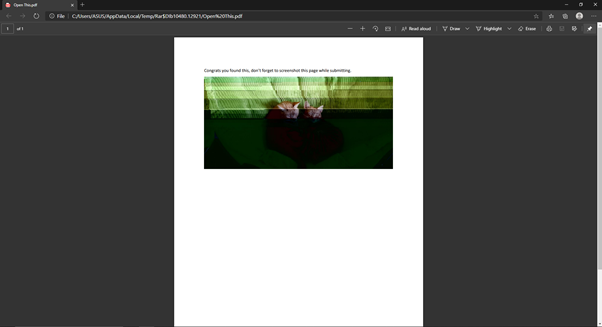 Open This.pdf
File
C:/Users/ASUS/AppData/Local/Temp/Rar$DIb10480.12921/Open%20This.pdf
1 of 1
Read aloud
Draw
Highlight
Erase
Congrats you found this, don't forget to screenshot this page while submitting.